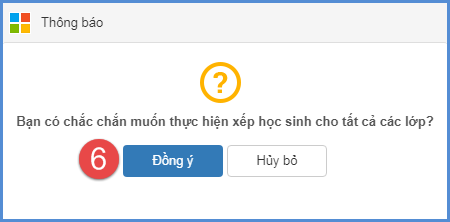 Thông báo
?
Bạn có chắc chắn muốn thực hiện xếp học sinh cho tất cả các lớp?
6 Đồng ý Hủy bỏ